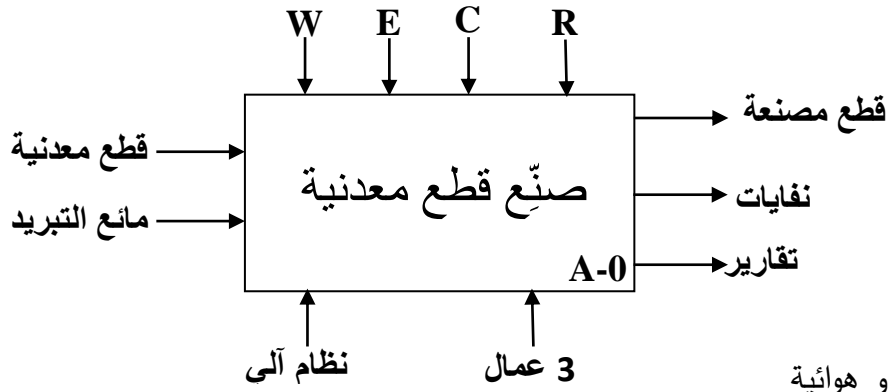 W E C R
قطع معدنية
مائع التبريد
صنِّع قطع معدنية
A-0
قطع مصنعة
نفايات
تقارير
نظام آلي
3 عمال
و هوائية